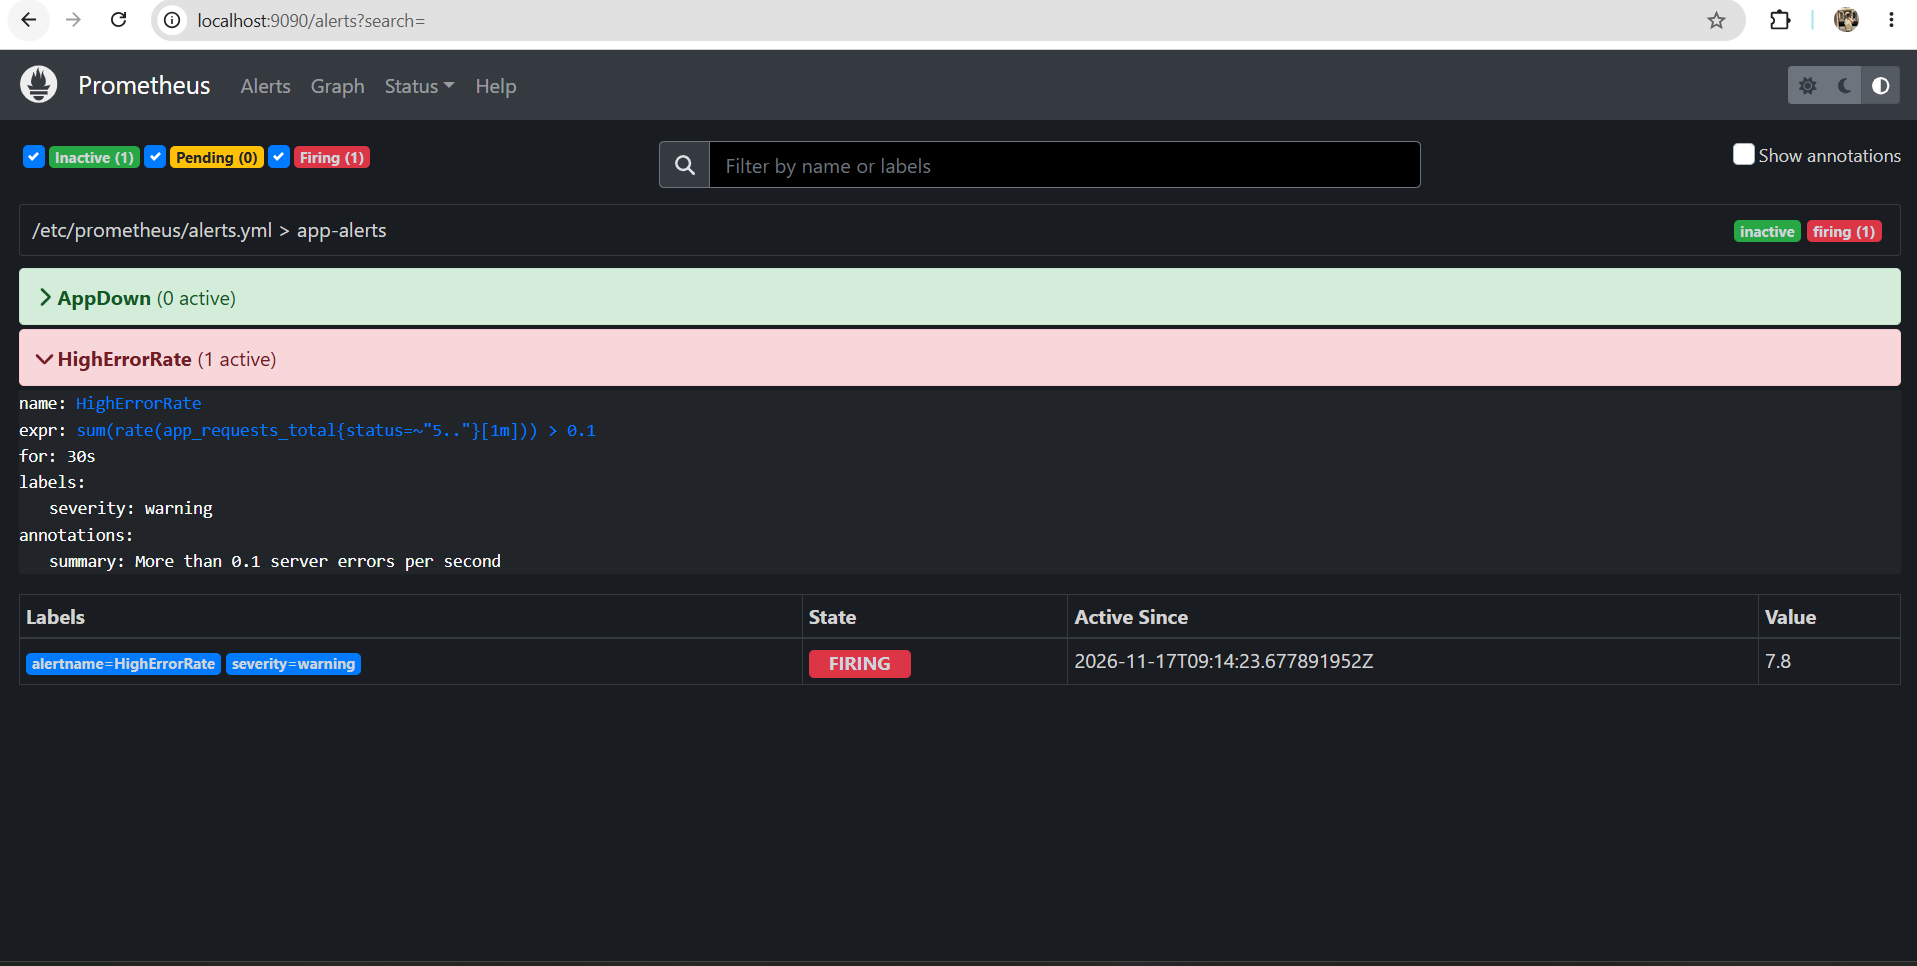 localhost:9090/alerts?search=
Prometheus Alerts Graph Status Help
Inactive (1) Pending (0) Firing (1) Filter by name or labels Show annotations
/etc/prometheus/alerts.yml > app-alerts inactive firing (1)
AppDown (0 active)
HighErrorRate (1 active)
name: HighErrorRate
expr: sum(rate(app_requests_total{status=~"5.."}[1m])) > 0.1
for: 30s
labels:
severity: warning
annotations:
summary: More than 0.1 server errors per second
Labels State Active Since Value
alertname=HighErrorRate severity=warning FIRING 2026-11-17T09:14:23.677891952Z 7.8